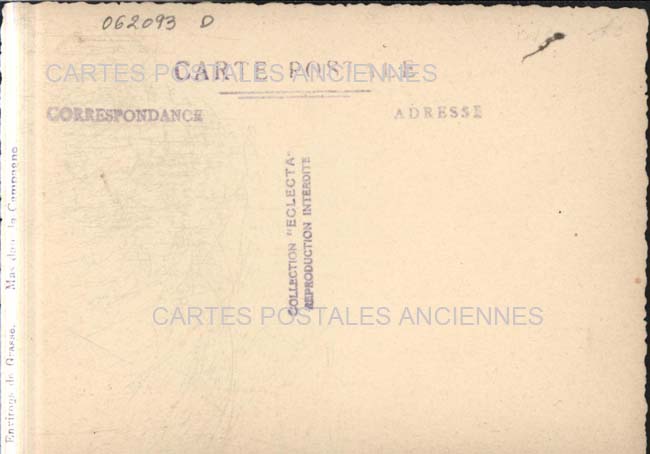 062093 D
CARTES POSTALES ANCIENNES
CARTE POSTALE
CORRESPONDANCE
ADRESSE
COLLECTION "ECLECTA"
REPRODUCTION INTERDITE
CARTES POSTALES ANCIENNES
Environs de Grasse. Mas dans la Campagne